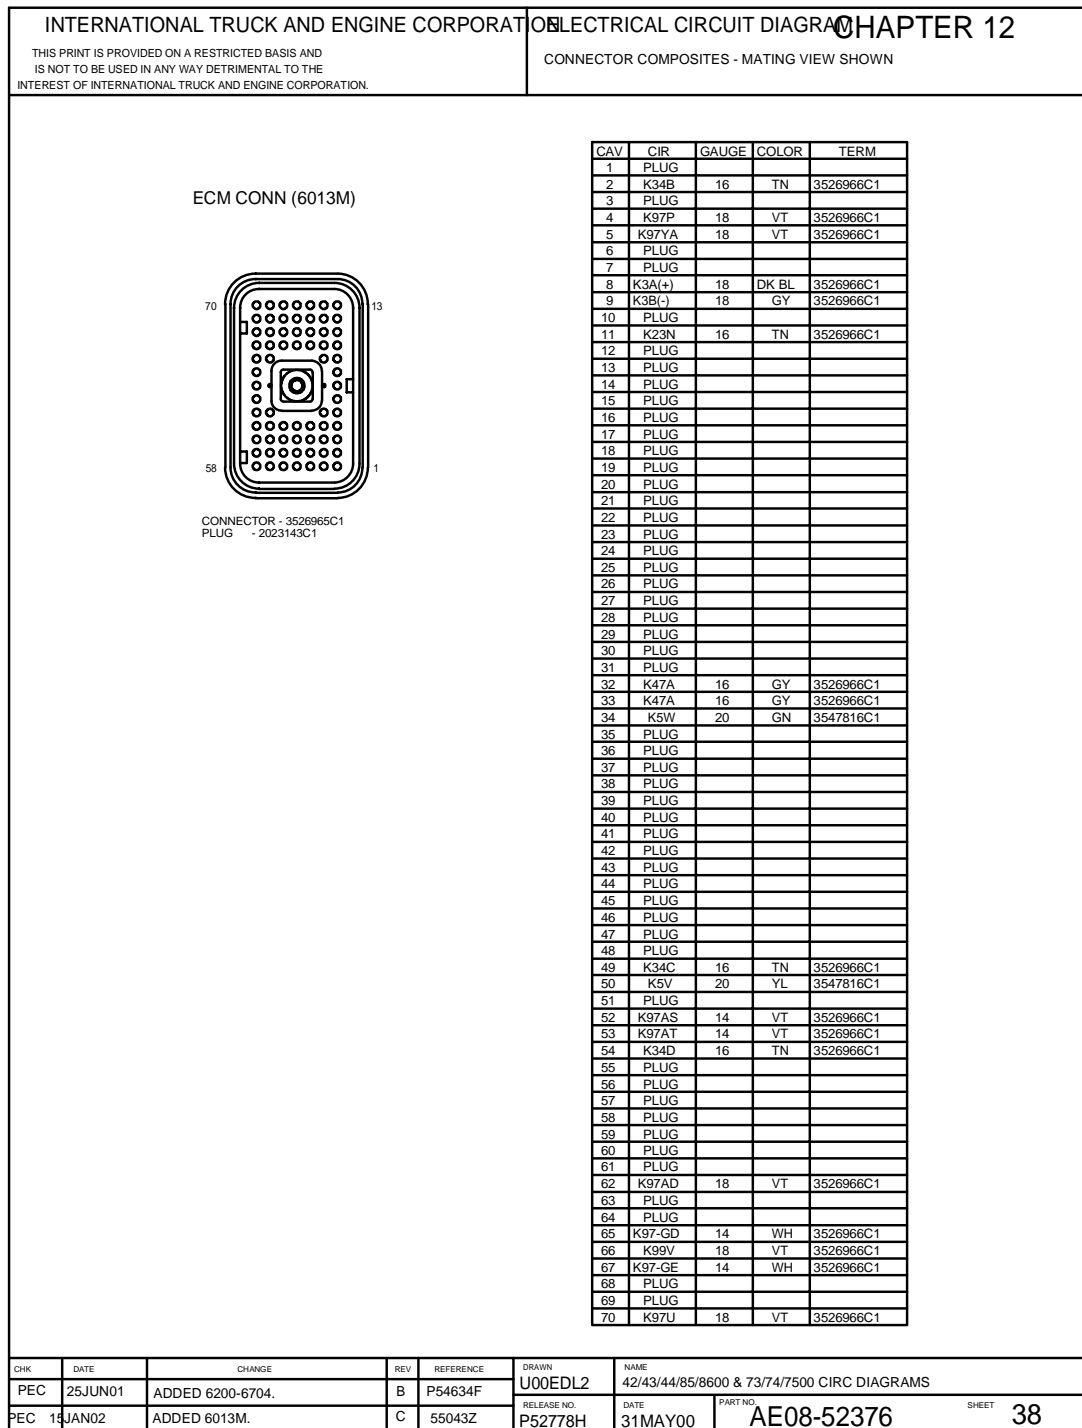 INTERNATIONAL TRUCK AND ENGINE CORPORATION
THIS PRINT IS PROVIDED ON A RESTRICTED BASIS AND
IS NOT TO BE USED IN ANY WAY DETRIMENTAL TO THE
INTEREST OF INTERNATIONAL TRUCK AND ENGINE CORPORATION.
ELECTRICAL CIRCUIT DIAGRAM
CHAPTER 12
CONNECTOR COMPOSITES - MATING VIEW SHOWN
ECM CONN (6013M)
70 13
58 1
CONNECTOR - 3526965C1
PLUG - 2023143C1
CAV CIR GAUGE COLOR TERM
1 PLUG
2 K34B 16 TN 3526966C1
3 PLUG
4 K97P 18 VT 3526966C1
5 K97YA 18 VT 3526966C1
6 PLUG
7 PLUG
8 K3A(+) 18 DK BL 3526966C1
9 K3B(-) 18 GY 3526966C1
10 PLUG
11 K23N 16 TN 3526966C1
12 PLUG
13 PLUG
14 PLUG
15 PLUG
16 PLUG
17 PLUG
18 PLUG
19 PLUG
20 PLUG
21 PLUG
22 PLUG
23 PLUG
24 PLUG
25 PLUG
26 PLUG
27 PLUG
28 PLUG
29 PLUG
30 PLUG
31 PLUG
32 K47A 16 GY 3526966C1
33 K47A 16 GY 3526966C1
34 K5W 20 GN 3547816C1
35 PLUG
36 PLUG
37 PLUG
38 PLUG
39 PLUG
40 PLUG
41 PLUG
42 PLUG
43 PLUG
44 PLUG
45 PLUG
46 PLUG
47 PLUG
48 PLUG
49 K34C 16 TN 3526966C1
50 K5V 20 YL 3547816C1
51 PLUG
52 K97AS 14 VT 3526966C1
53 K97AT 14 VT 3526966C1
54 K34D 16 TN 3526966C1
55 PLUG
56 PLUG
57 PLUG
58 PLUG
59 PLUG
60 PLUG
61 PLUG
62 K97AD 18 VT 3526966C1
63 PLUG
64 PLUG
65 K97-GD 14 WH 3526966C1
66 K99V 18 VT 3526966C1
67 K97-GE 14 WH 3526966C1
68 PLUG
69 PLUG
70 K97U 18 VT 3526966C1
CHK DATE CHANGE REV REFERENCE
PEC 25JUN01 ADDED 6200-6704. B P54634F
PEC 15JAN02 ADDED 6013M. C 55043Z
DRAWN
U00EDL2
NAME
42/43/44/85/8600 & 73/74/7500 CIRC DIAGRAMS
RELEASE NO.
P52778H
DATE
31MAY00
PART NO.
AE08-52376
SHEET 38